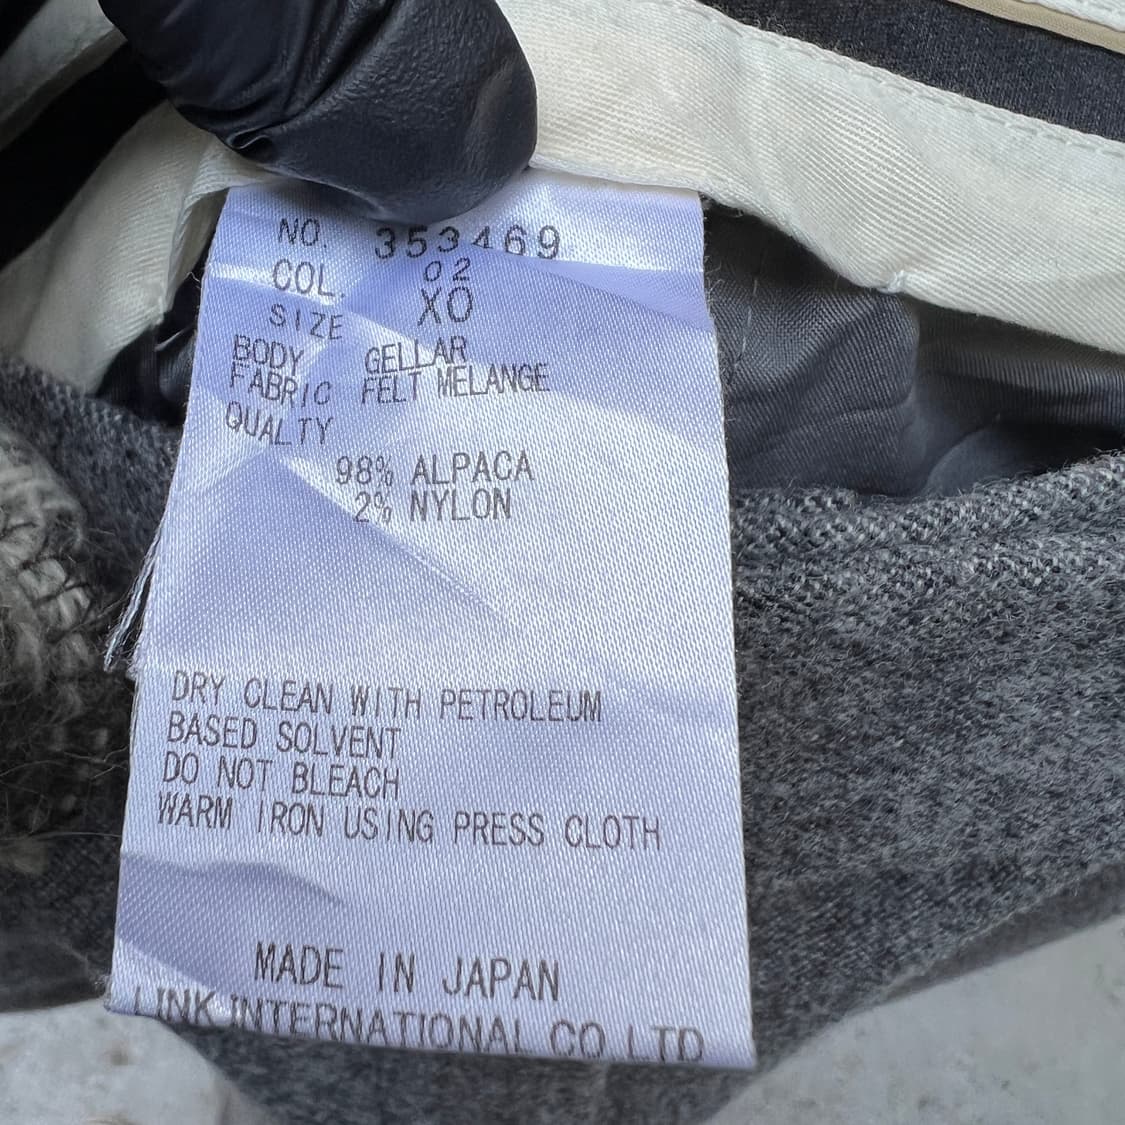 NO. 353469
COL. 02
SIZE XO
BODY GELLAR
FABRIC FELT MELANGE
QUALTY
98% ALPACA
2% NYLON
DRY CLEAN WITH PETROLEUM
BASED SOLVENT
DO NOT BLEACH
WARM IRON USING PRESS CLOTH
MADE IN JAPAN
LINK INTERNATIONAL CO LTD